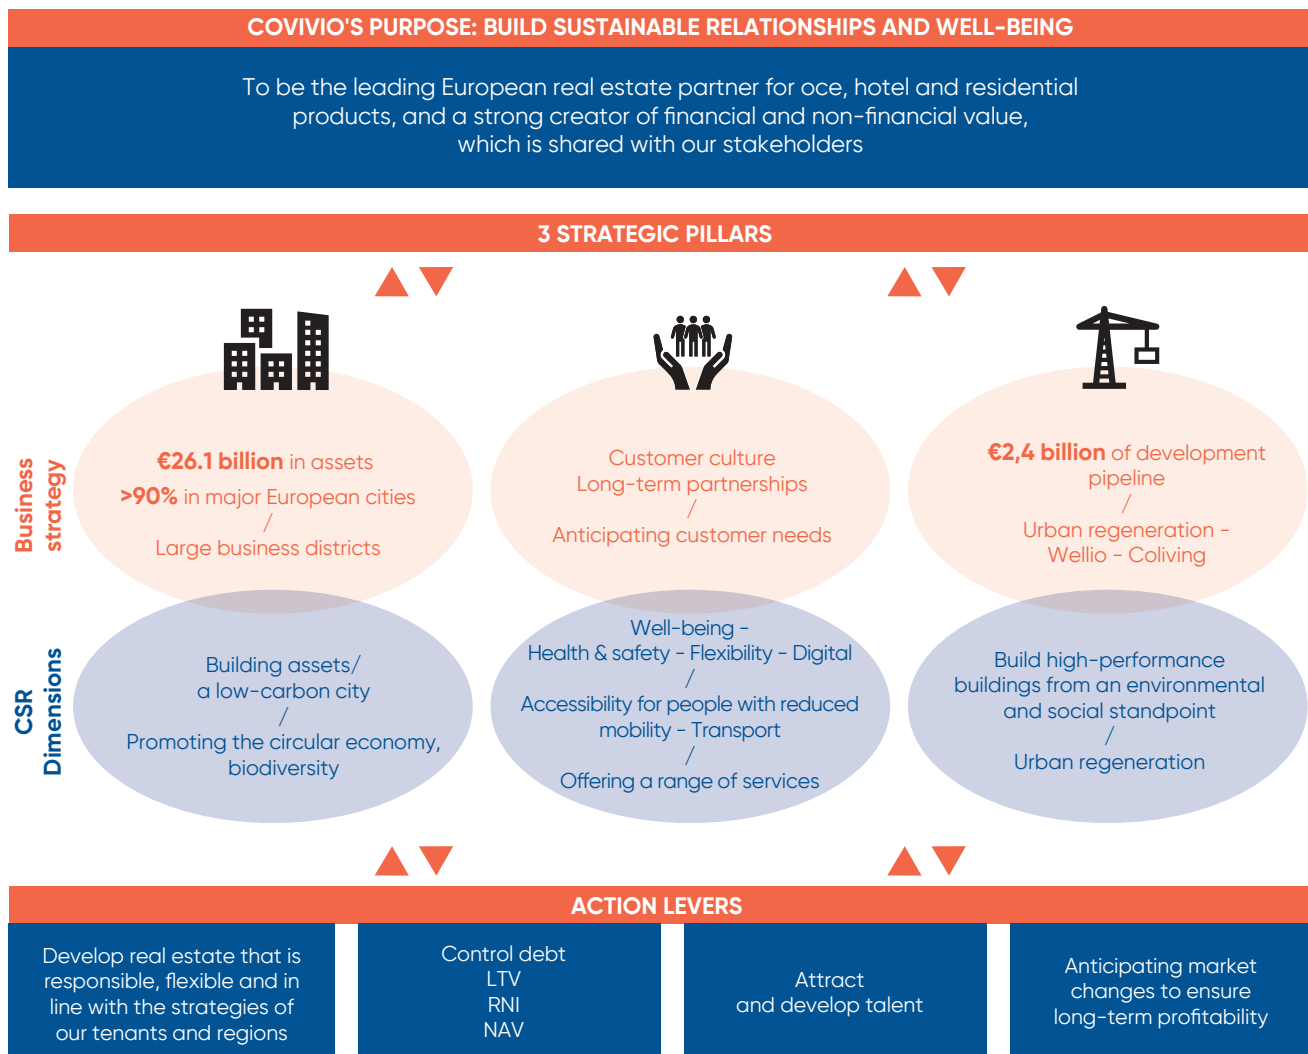 COVIVIO'S PURPOSE: BUILD SUSTAINABLE RELATIONSHIPS AND WELL-BEING
To be the leading European real estate partner for oce, hotel and residential
products, and a strong creator of financial and non-financial value,
which is shared with our stakeholders
3 STRATEGIC PILLARS
Business
strategy
€26.1 billion in assets
>90% in major European cities
/
Large business districts
Customer culture
Long-term partnerships
/
Anticipating customer needs
€2,4 billion of development
pipeline
/
Urban regeneration -
Wellio - Coliving
CSR
Dimensions
Building assets/
a low-carbon city
/
Promoting the circular economy,
biodiversity
Well-being -
Health & safety - Flexibility - Digital
/
Accessibility for people with reduced
mobility - Transport
/
Offering a range of services
Build high-performance
buildings from an environmental
and social standpoint
/
Urban regeneration
ACTION LEVERS
Develop real estate that is
responsible, flexible and in
line with the strategies of
our tenants and regions
Control debt
LTV
RNI
NAV
Attract
and develop talent
Anticipating market
changes to ensure
long-term profitability